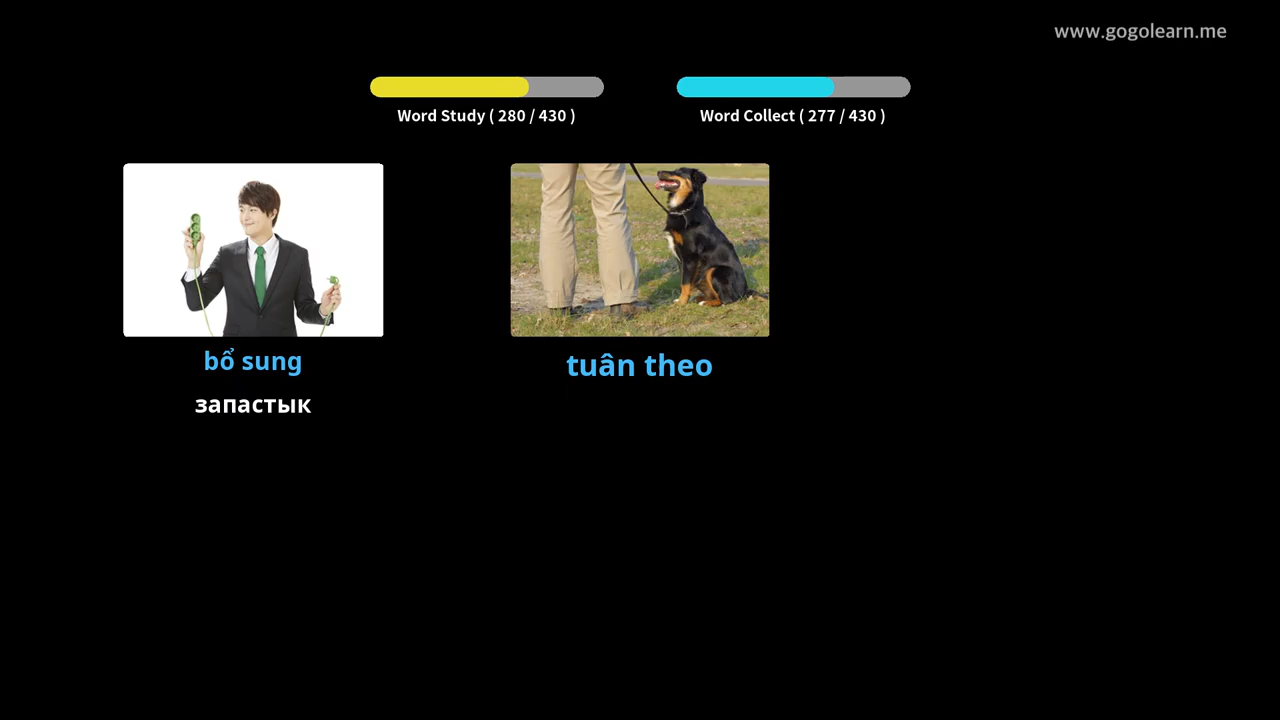 www.gogolearn.me
Word Study ( 280 / 430 )
Word Collect ( 277 / 430 )
bổ sung
tuân theo
запастык